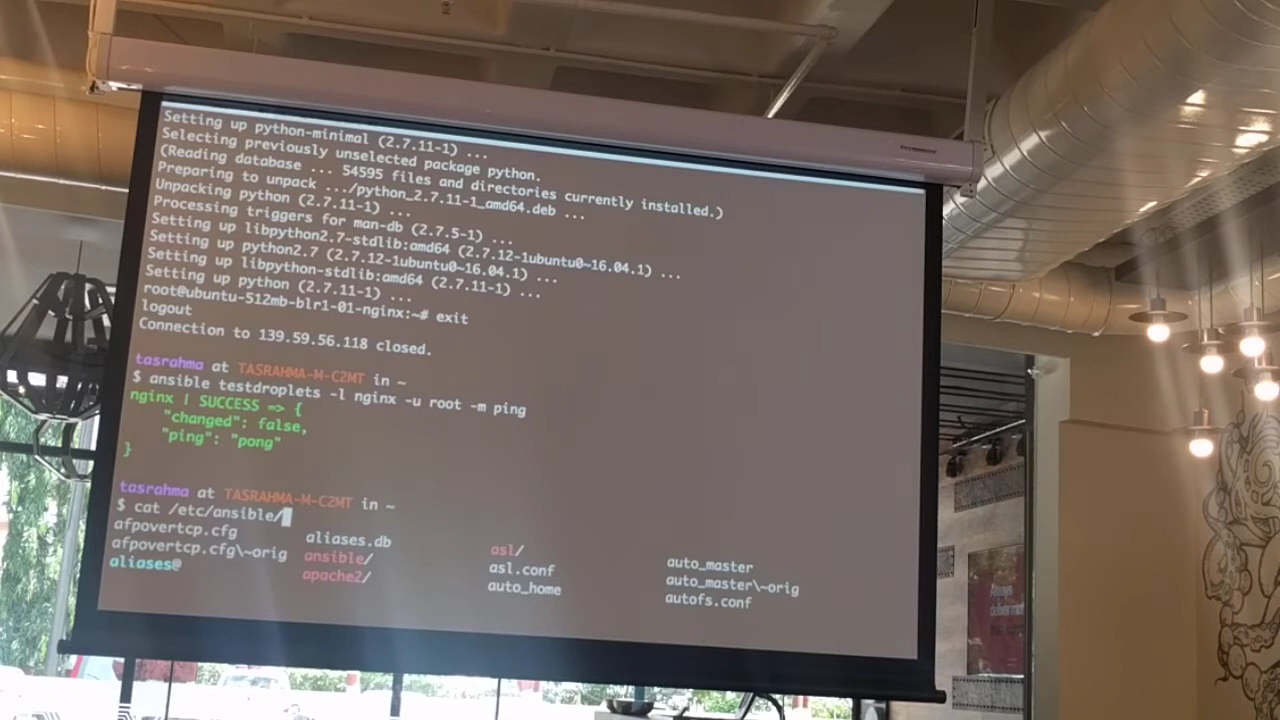 Setting up python-minimal (2.7.11-1) ...
Selecting previously unselected package python.
(Reading database ... 54595 files and directories currently installed.)
Preparing to unpack .../python_2.7.11-1_amd64.deb ...
Unpacking python (2.7.11-1) ...
Processing triggers for man-db (2.7.5-1) ...
Setting up libpython2.7-stdlib:amd64 (2.7.12-1ubuntu0~16.04.1) ...
Setting up python2.7 (2.7.12-1ubuntu0~16.04.1) ...
Setting up libpython-stdlib:amd64 (2.7.11-1) ...
Setting up python (2.7.11-1) ...
root@ubuntu-512mb-blr1-01-nginx:~# exit
logout
Connection to 139.59.56.118 closed.
tasrahma at TASRAHMA-M-C2MT in ~
$ ansible testdroplets -l nginx -u root -m ping
nginx | SUCCESS => {
"changed": false,
"ping": "pong"
}
tasrahma at TASRAHMA-M-C2MT in ~
$ cat /etc/ansible/
afpovertcp.cfg aliases.db asl/ auto_master
afpovertcp.cfg\~orig ansible/ asl.conf auto_master\~orig
aliases@ apache2/ auto_home autofs.conf